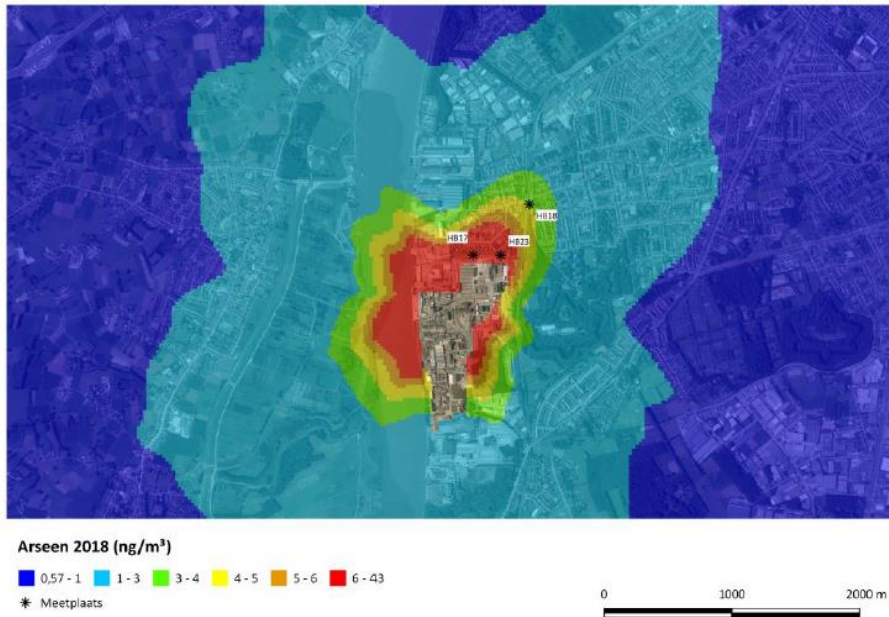 HB18
HB17
HB23
Arseen 2018 (ng/m³)
0,57 - 1
1 - 3
3 - 4
4 - 5
5 - 6
6 - 43
Meetplaats
0
1000
2000 m